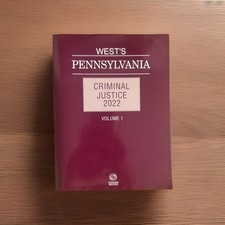 WEST'S
PENNSYLVANIA
CRIMINAL
JUSTICE
2022
VOLUME 1